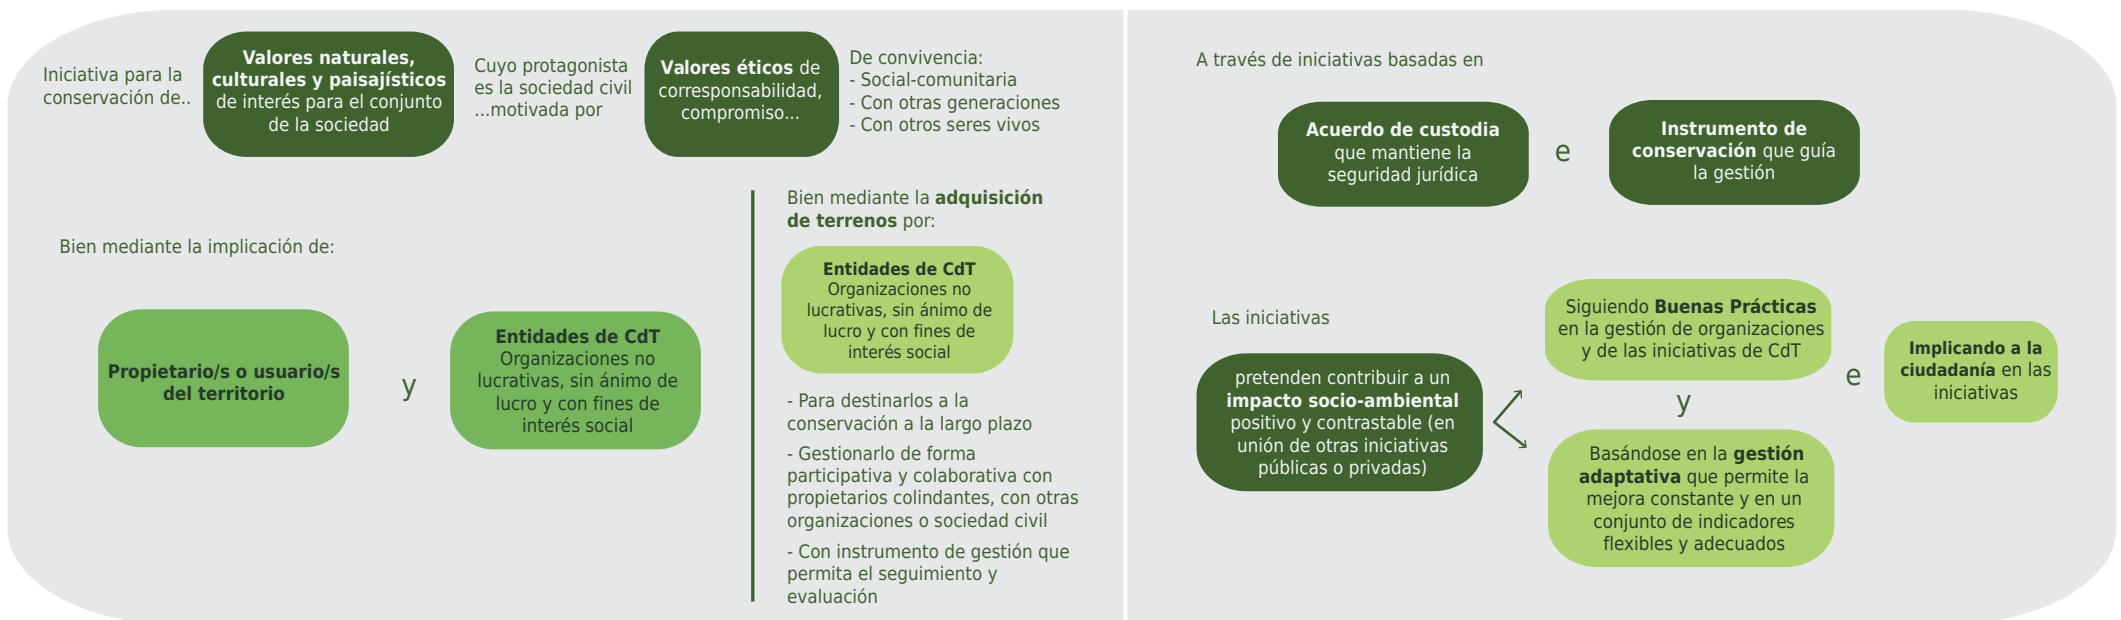 Iniciativa para la
conservación de..
Valores naturales,
culturales y paisajísticos
de interés para el conjunto
de la sociedad
Cuyo protagonista
es la sociedad civil
...motivada por
Valores éticos de
corresponsabilidad,
compromiso...
De convivencia:
- Social-comunitaria
- Con otras generaciones
- Con otros seres vivos
Bien mediante la implicación de:
Propietario/s o usuario/s
del territorio
y
Entidades de CdT
Organizaciones no
lucrativas, sin ánimo de
lucro y con fines de
interés social
Bien mediante la adquisición
de terrenos por:
Entidades de CdT
Organizaciones no
lucrativas, sin ánimo de
lucro y con fines de
interés social
- Para destinarlos a la
conservación a la largo plazo
- Gestionarlo de forma
participativa y colaborativa con
propietarios colindantes, con otras
organizaciones o sociedad civil
- Con instrumento de gestión que
permita el seguimiento y
evaluación
A través de iniciativas basadas en
Acuerdo de custodia
que mantiene la
seguridad jurídica
e
Instrumento de
conservación que guía
la gestión
Las iniciativas
pretenden contribuir a un
impacto socio-ambiental
positivo y contrastable (en
unión de otras iniciativas
públicas o privadas)
Siguiendo Buenas Prácticas
en la gestión de organizaciones
y de las iniciativas de CdT
y
Basándose en la gestión
adaptativa que permite la
mejora constante y en un
conjunto de indicadores
flexibles y adecuados
e
Implicando a la
ciudadanía en las
iniciativas